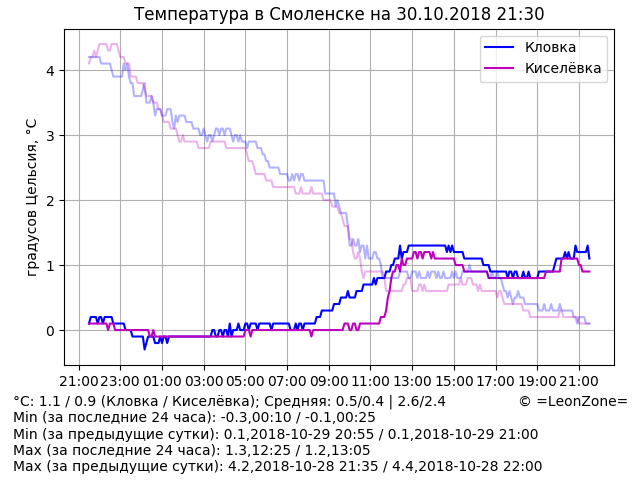 Температура в Смоленске на 30.10.2018 21:30
Кловка
Киселёвка
градусов Цельсия, °C
4
3
2
1
0
21:00 23:00 01:00 03:00 05:00 07:00 09:00 11:00 13:00 15:00 17:00 19:00 21:00
°C: 1.1 / 0.9 (Кловка / Киселёвка); Средняя: 0.5/0.4 | 2.6/2.4 © =LeonZone=
Min (за последние 24 часа): -0.3,00:10 / -0.1,00:25
Min (за предыдущие сутки): 0.1,2018-10-29 20:55 / 0.1,2018-10-29 21:00
Max (за последние 24 часа): 1.3,12:25 / 1.2,13:05
Max (за предыдущие сутки): 4.2,2018-10-28 21:35 / 4.4,2018-10-28 22:00